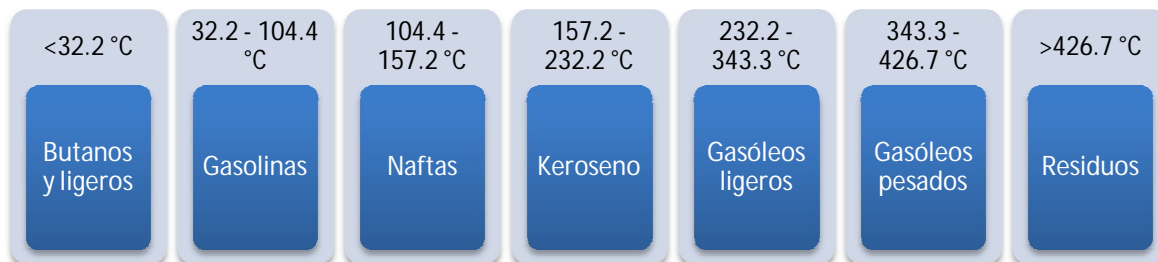 <32.2 °C
Butanos
y ligeros
32.2 - 104.4
°C
Gasolinas
104.4 -
157.2 °C
Naftas
157.2 -
232.2 °C
Keroseno
232.2 -
343.3 °C
Gasóleos
ligeros
343.3 -
426.7 °C
Gasóleos
pesados
>426.7 °C
Residuos